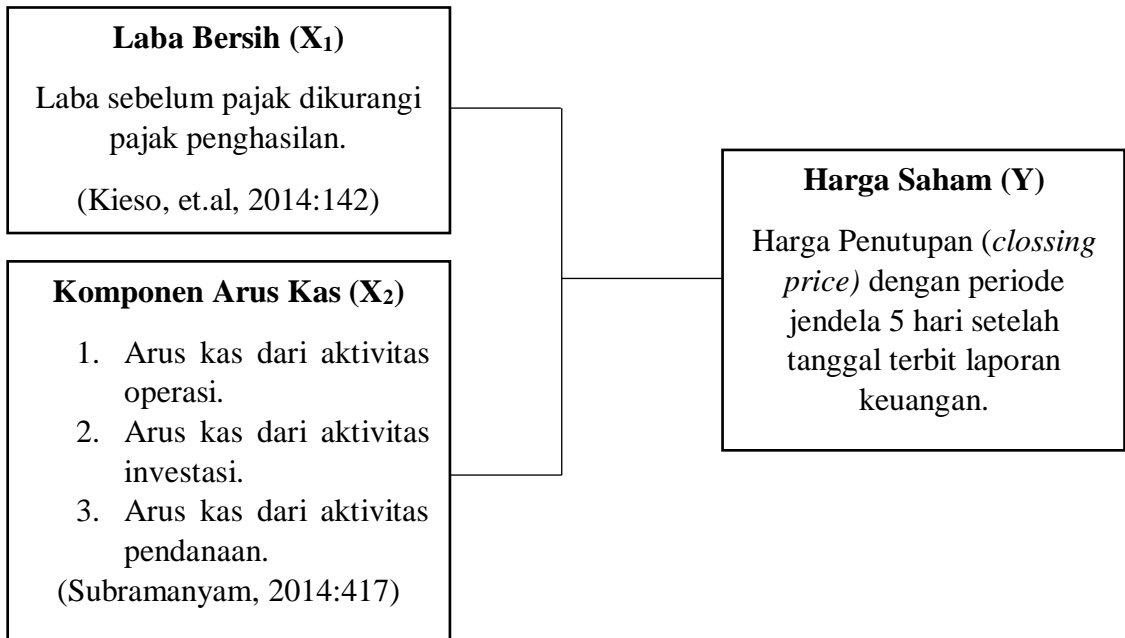 Laba Bersih (X₁)
Laba sebelum pajak dikurangi
pajak penghasilan.
(Kieso, et.al, 2014:142)
Komponen Arus Kas (X₂)
1. Arus kas dari aktivitas
operasi.
2. Arus kas dari aktivitas
investasi.
3. Arus kas dari aktivitas
pendanaan.
(Subramanyam, 2014:417)
Harga Saham (Y)
Harga Penutupan (clossing
price) dengan periode
jendela 5 hari setelah
tanggal terbit laporan
keuangan.